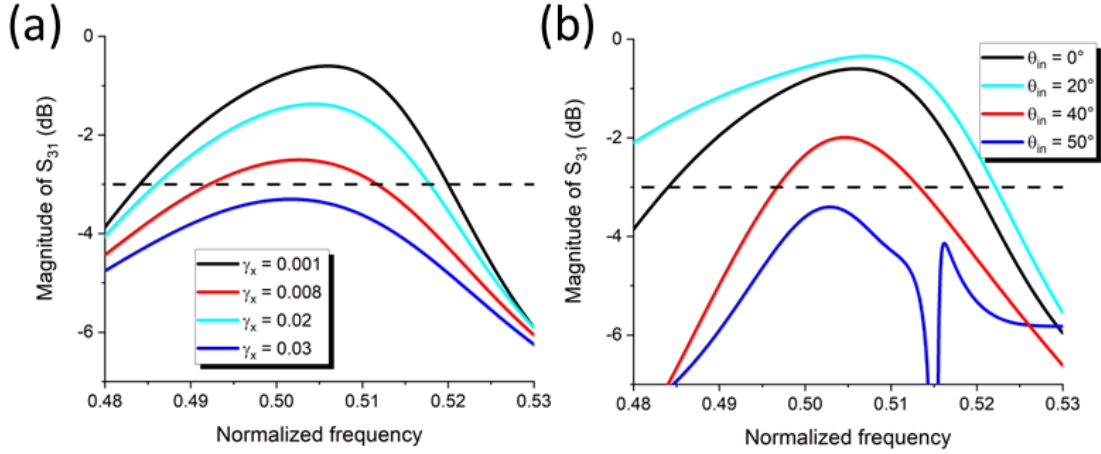 (a)
0
-2
-4
-6
Magnitude of S31 (dB)
γx = 0.001
γx = 0.008
γx = 0.02
γx = 0.03
0.48 0.49 0.50 0.51 0.52 0.53
Normalized frequency
(b)
0
-2
-4
-6
Magnitude of S31 (dB)
θin = 0°
θin = 20°
θin = 40°
θin = 50°
0.48 0.49 0.50 0.51 0.52 0.53
Normalized frequency